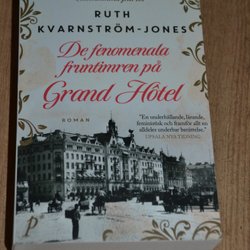 RUTH
KVARNSTRÖM-JONES
De fenomenala
fruntimren på
Grand Hôtel
ROMAN
”En underhållande, lärande,
feministisk och framför allt en
alldeles underbar berättelse.”
UPSALA NYA TIDNING
P